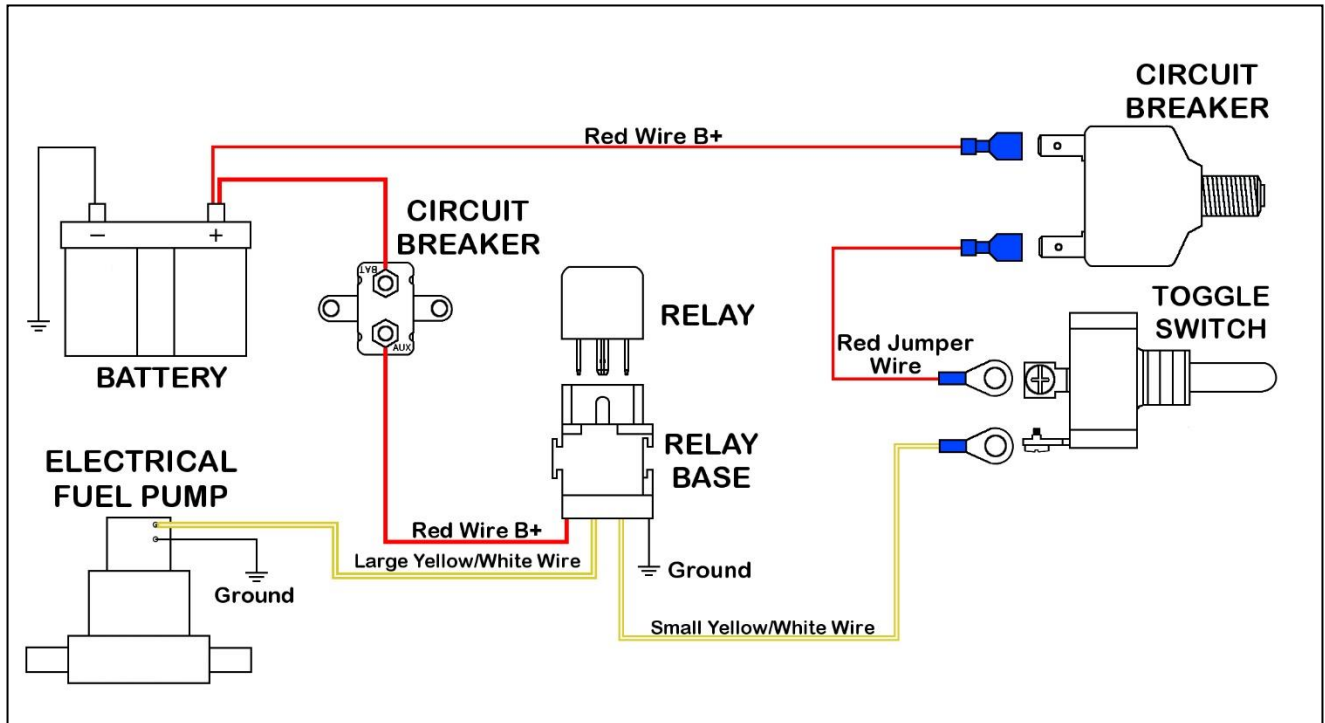 CIRCUIT
BREAKER
Red Wire B+
−
+
BATTERY
CIRCUIT
BREAKER
BAT
AUX
RELAY
TOGGLE
SWITCH
Red Jumper
Wire
RELAY
BASE
ELECTRICAL
FUEL PUMP
Red Wire B+
Large Yellow/White Wire
Ground
Ground
Small Yellow/White Wire